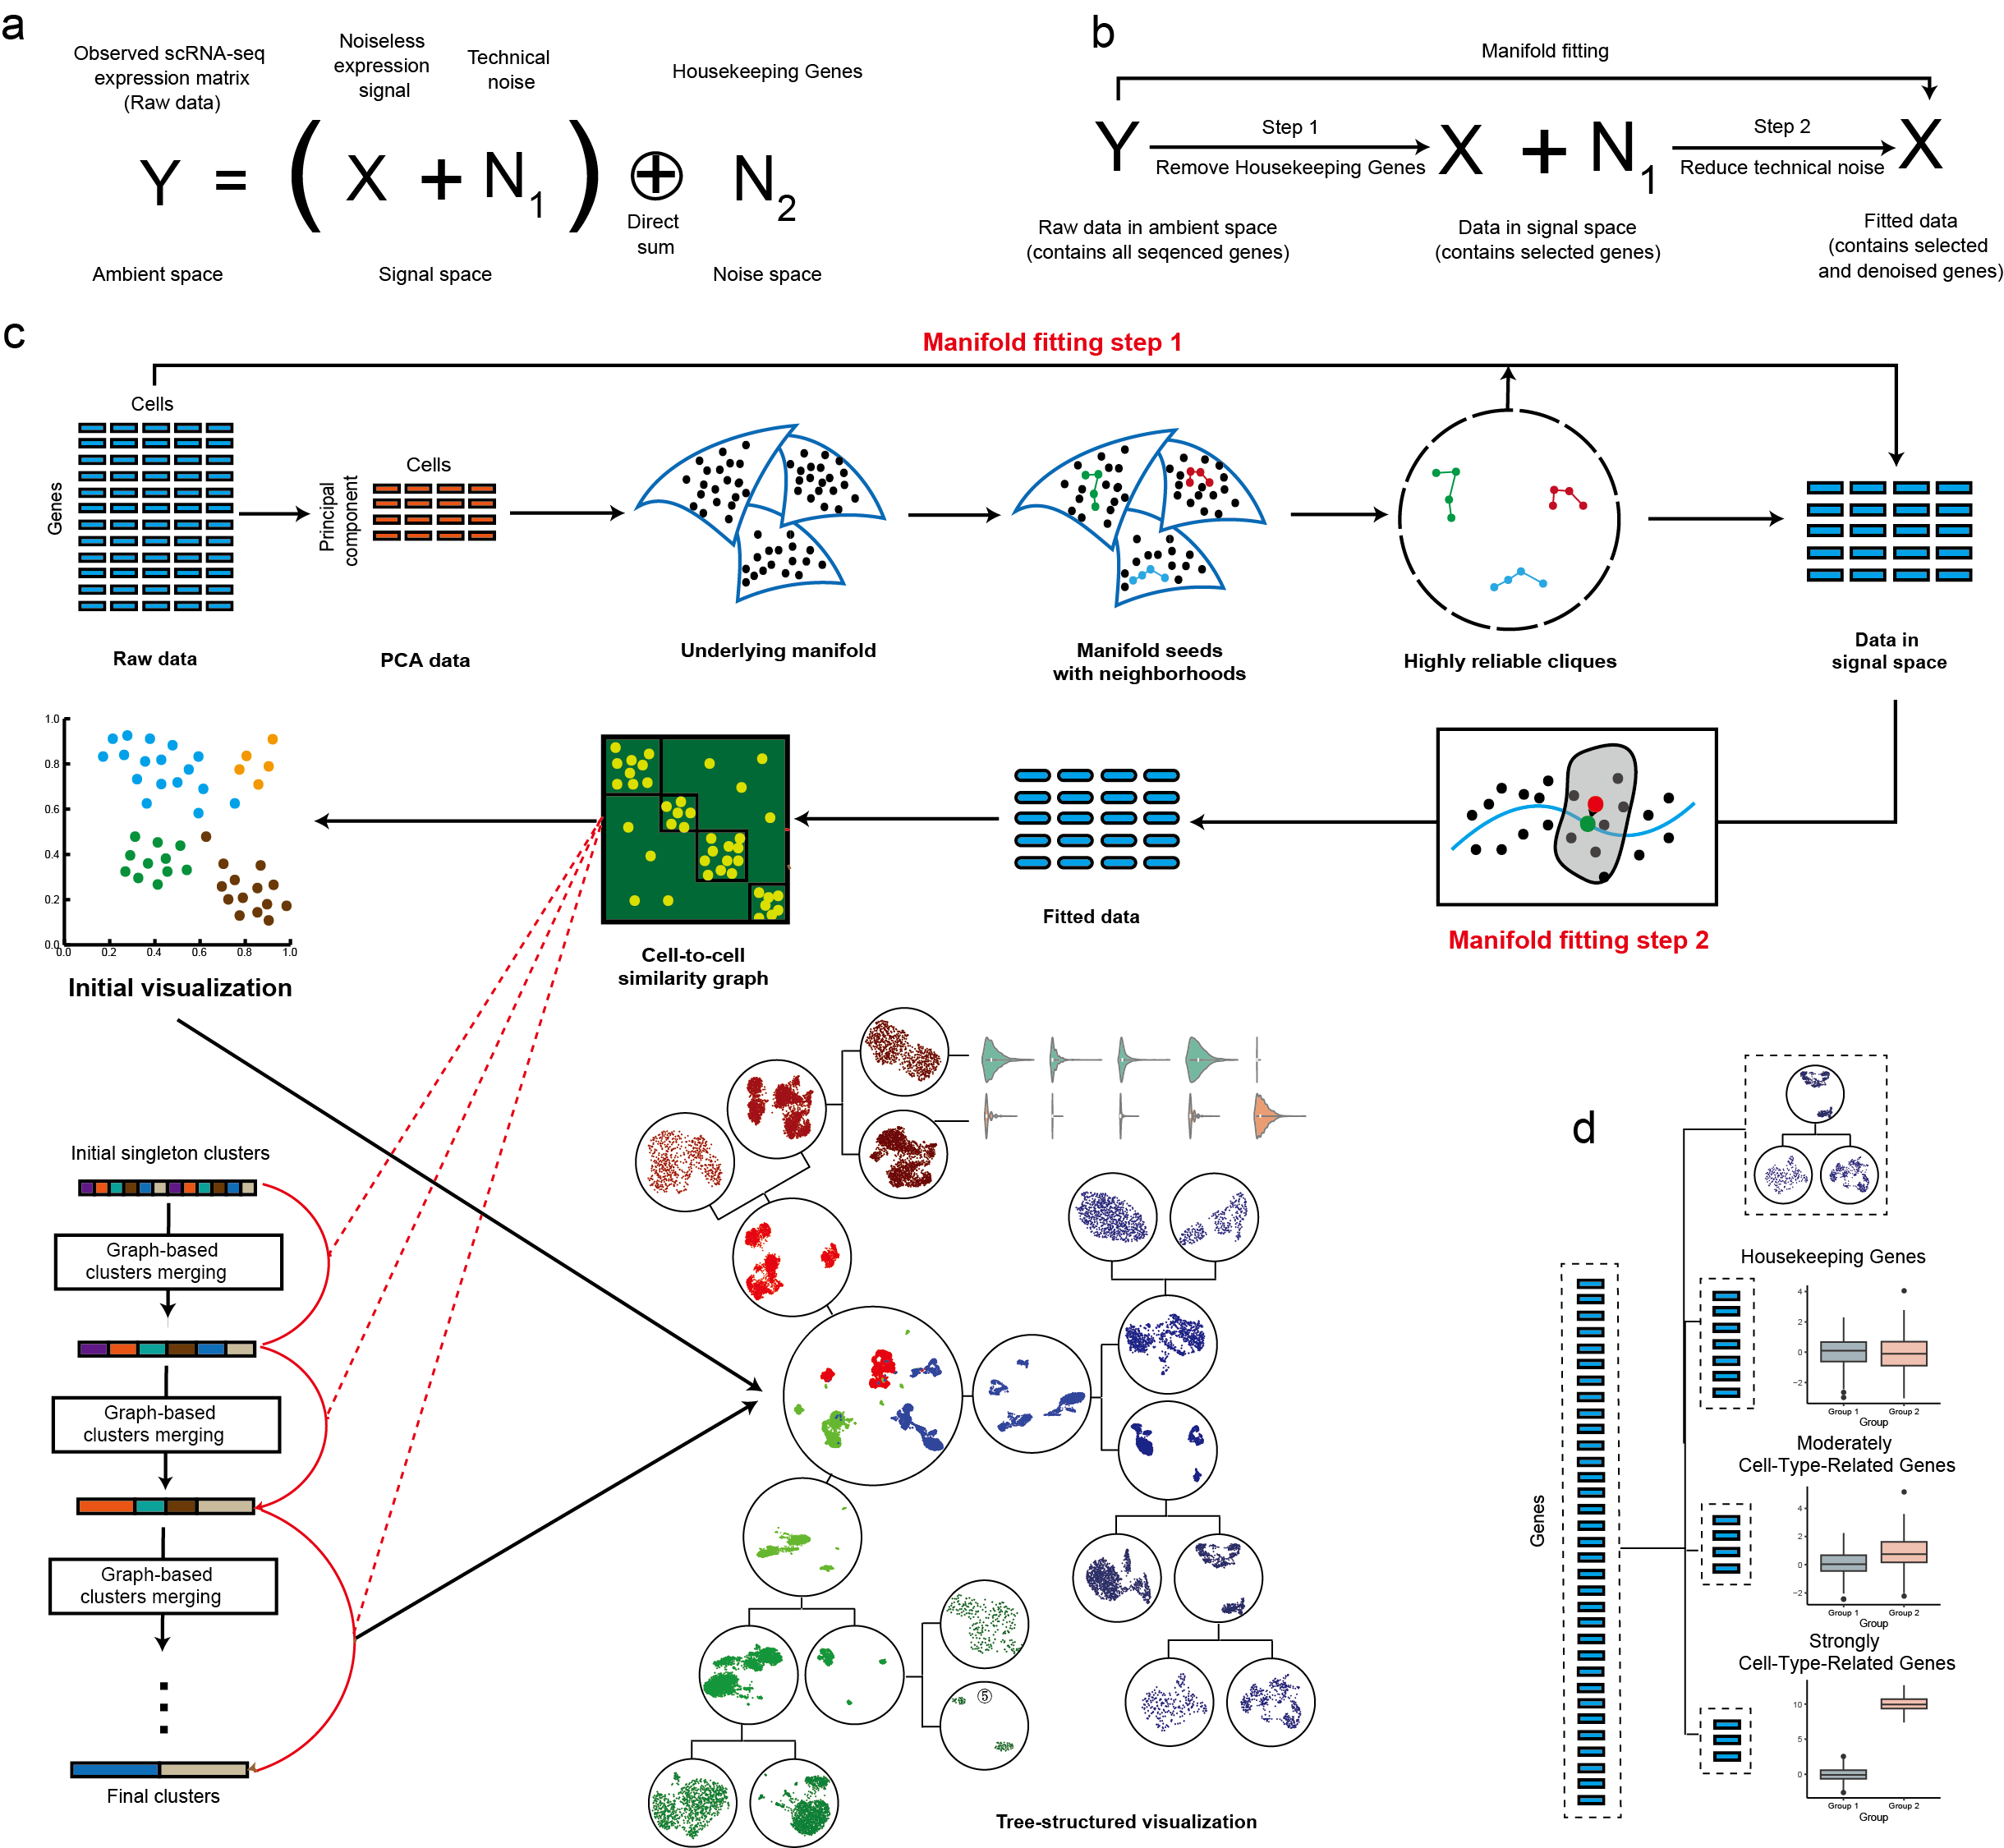 a
Observed scRNA-seq
expression matrix
(Raw data)
Noiseless
expression
signal
Technical
noise
Housekeeping Genes
Y = ( X + N1 ) ⊕ N2
Direct
sum
Ambient space
Signal space
Noise space
b
Manifold fitting
Y
Step 1
Remove Housekeeping Genes
X + N1
Step 2
Reduce technical noise
X
Raw data in ambient space
(contains all seqenced genes)
Data in signal space
(contains selected genes)
Fitted data
(contains selected
and denoised genes)
c
Manifold fitting step 1
Cells
Genes
Raw data
Cells
Principal
component
PCA data
Underlying manifold
Manifold seeds
with neighborhoods
Highly reliable cliques
Data in
signal space
1.0
0.8
0.6
0.4
0.2
0.0
0.0 0.2 0.4 0.6 0.8 1.0
Initial visualization
Cell-to-cell
similarity graph
Fitted data
Manifold fitting step 2
Initial singleton clusters
Graph-based
clusters merging
Graph-based
clusters merging
Graph-based
clusters merging
Final clusters
⑤
Tree-structured visualization
d
Genes
Housekeeping Genes
4
2
0
−2
Group 1 Group 2
Group
Moderately
Cell-Type-Related Genes
4
2
0
−2
Group 1 Group 2
Group
Strongly
Cell-Type-Related Genes
10
5
0
Group 1 Group 2
Group